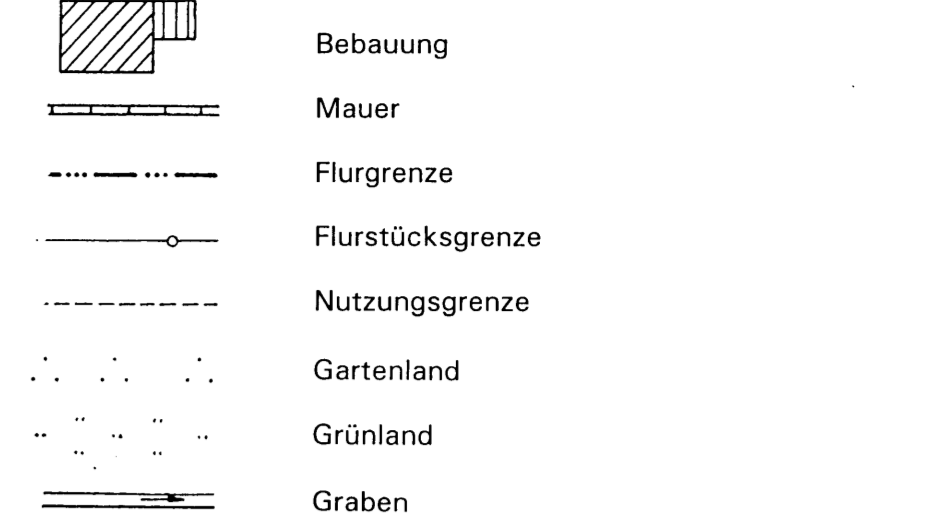 Bebauung
Mauer
Flurgrenze
Flurstücksgrenze
Nutzungsgrenze
Gartenland
Grünland
Graben